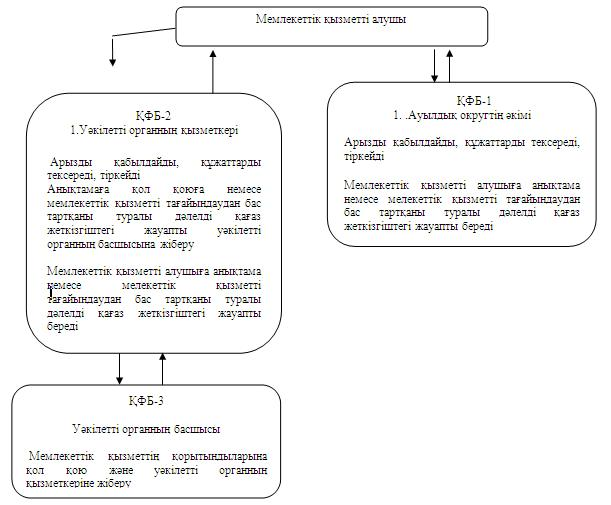 Мемлекеттік қызметті алушы
ҚФБ-2
1.Уәкілетті органның қызметкері
Арызды қабылдайды, құжаттарды
тексереді, тіркейді
Анықтамаға қол қоюға немесе
мемлекеттік қызметті тағайындаудан бас
тартқаны туралы дәлелді қағаз
жеткізгіштегі жауапты уәкілетті
органның басшысына жіберу
Мемлекеттік қызметті алушыға анықтама
немесе мелекеттік қызметті
тағайындаудан бас тартқаны туралы
дәлелді қағаз жеткізгіштегі жауапты
береді
ҚФБ-1
1. .Ауылдық округтің әкімі
Арызды қабылдайды, құжаттарды тексереді,
тіркейді
Мемлекеттік қызметті алушыға анықтама
немесе мелекеттік қызметті тағайындаудан
бас тартқаны туралы дәлелді қағаз
жеткізгіштегі жауапты береді
ҚФБ-3
Уәкілетті органның басшысы
Мемлекеттік қызметтің қорытындыларына
қол қою және уәкілетті органның
қызметкеріне жіберу